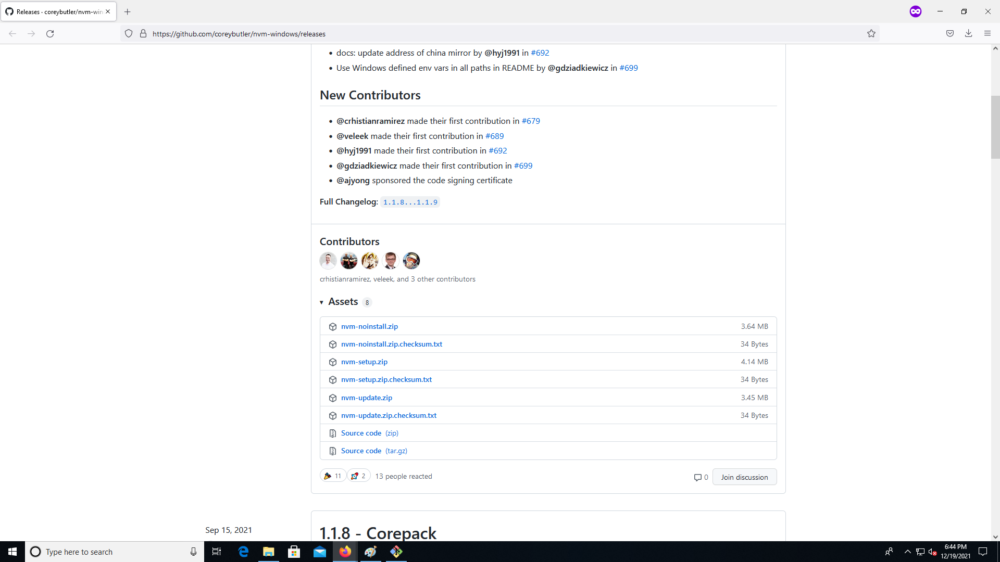 Releases · coreybutler/nvm-win
https://github.com/coreybutler/nvm-windows/releases
docs: update address of china mirror by @hyj1991 in #692
Use Windows defined env vars in all paths in README by @gdziadkiewicz in #699
New Contributors
@crhistianramirez made their first contribution in #679
@veleek made their first contribution in #689
@hyj1991 made their first contribution in #692
@gdziadkiewicz made their first contribution in #699
@ajyong sponsored the code signing certificate
Full Changelog: 1.1.8...1.1.9
Contributors
crhistianramirez, veleek, and 3 other contributors
Assets 8
nvm-noinstall.zip 3.64 MB
nvm-noinstall.zip.checksum.txt 34 Bytes
nvm-setup.zip 4.14 MB
nvm-setup.zip.checksum.txt 34 Bytes
nvm-update.zip 3.45 MB
nvm-update.zip.checksum.txt 34 Bytes
Source code (zip)
Source code (tar.gz)
11 2 13 people reacted 0 Join discussion
Sep 15, 2021
1.1.8 - Corepack
Type here to search
6:44 PM
12/19/2021